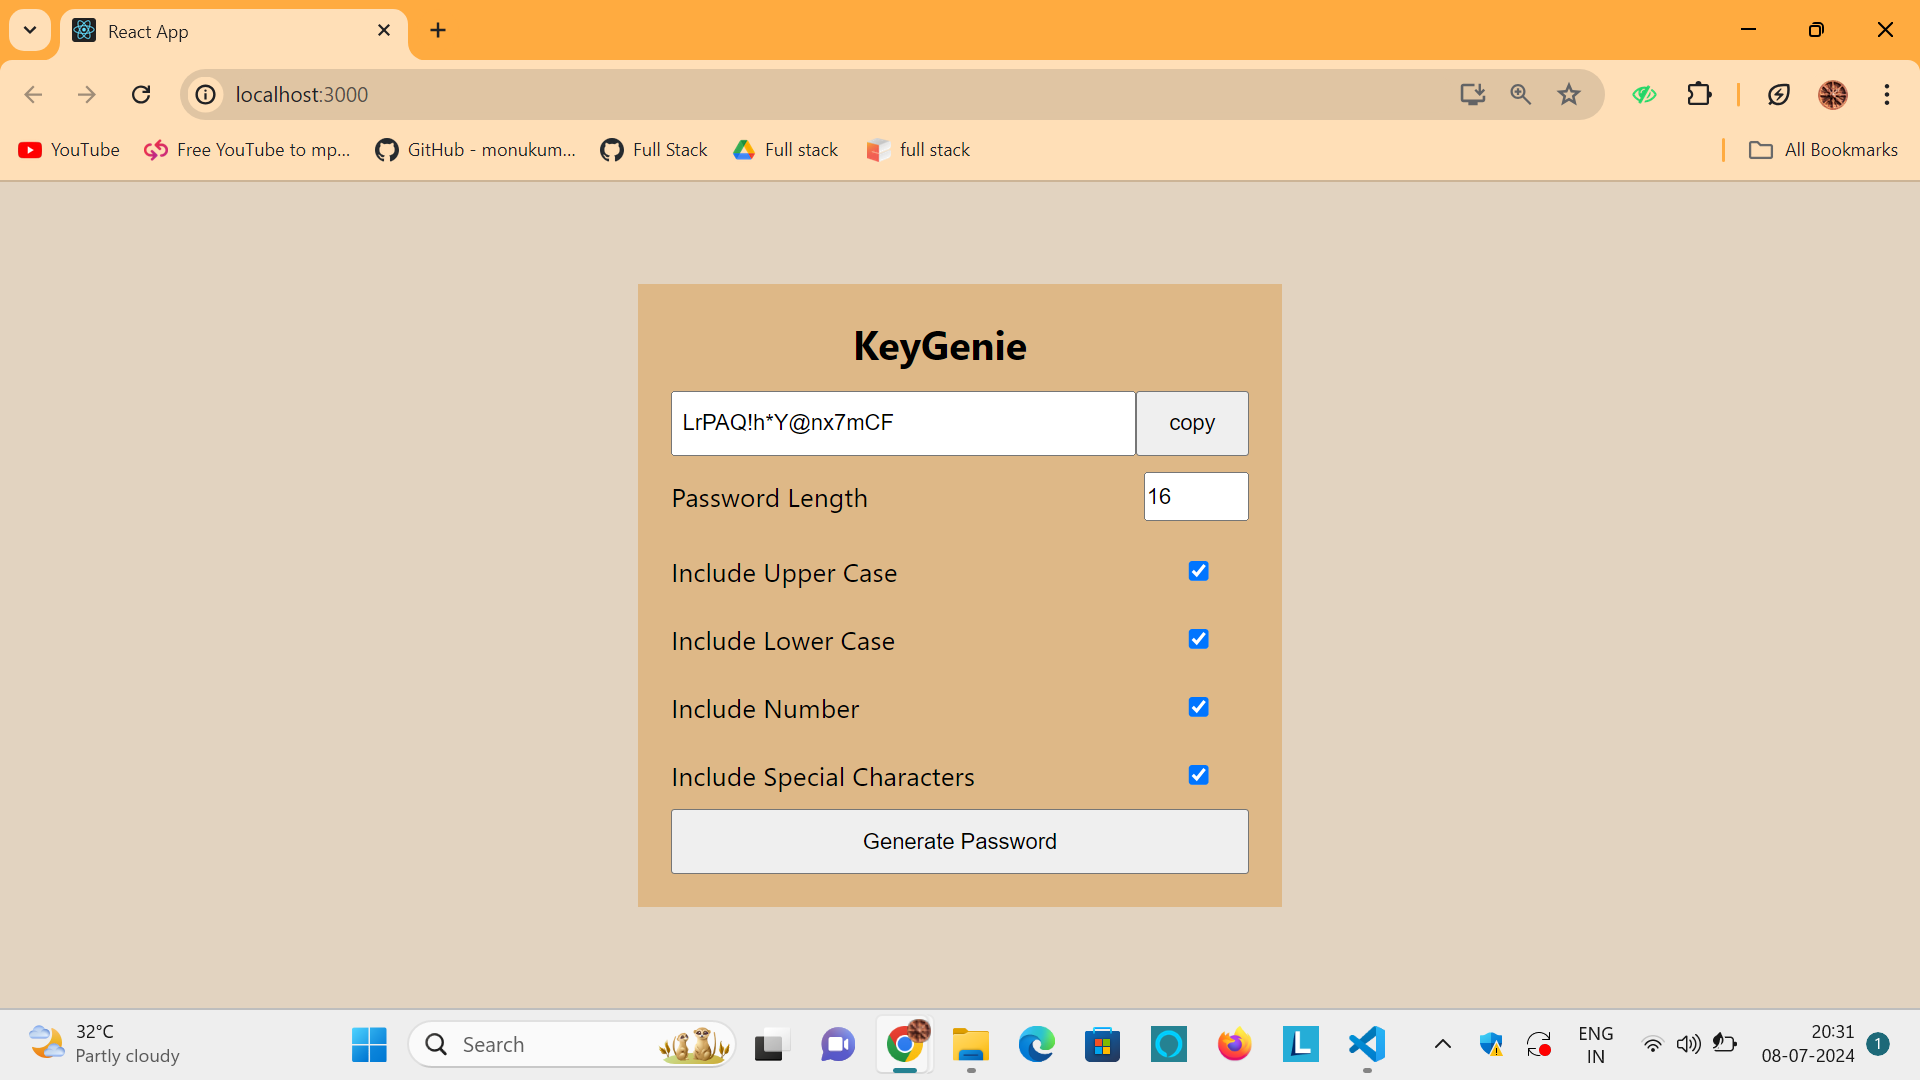 React App
localhost:3000
YouTube
Free YouTube to mp...
GitHub - monukum...
Full Stack
Full stack
full stack
All Bookmarks
KeyGenie
LrPAQ!h*Y@nx7mCF
copy
Password Length
16
Include Upper Case
Include Lower Case
Include Number
Include Special Characters
Generate Password
32°C
Partly cloudy
Search
L
ENG
IN
20:31
08-07-2024
1